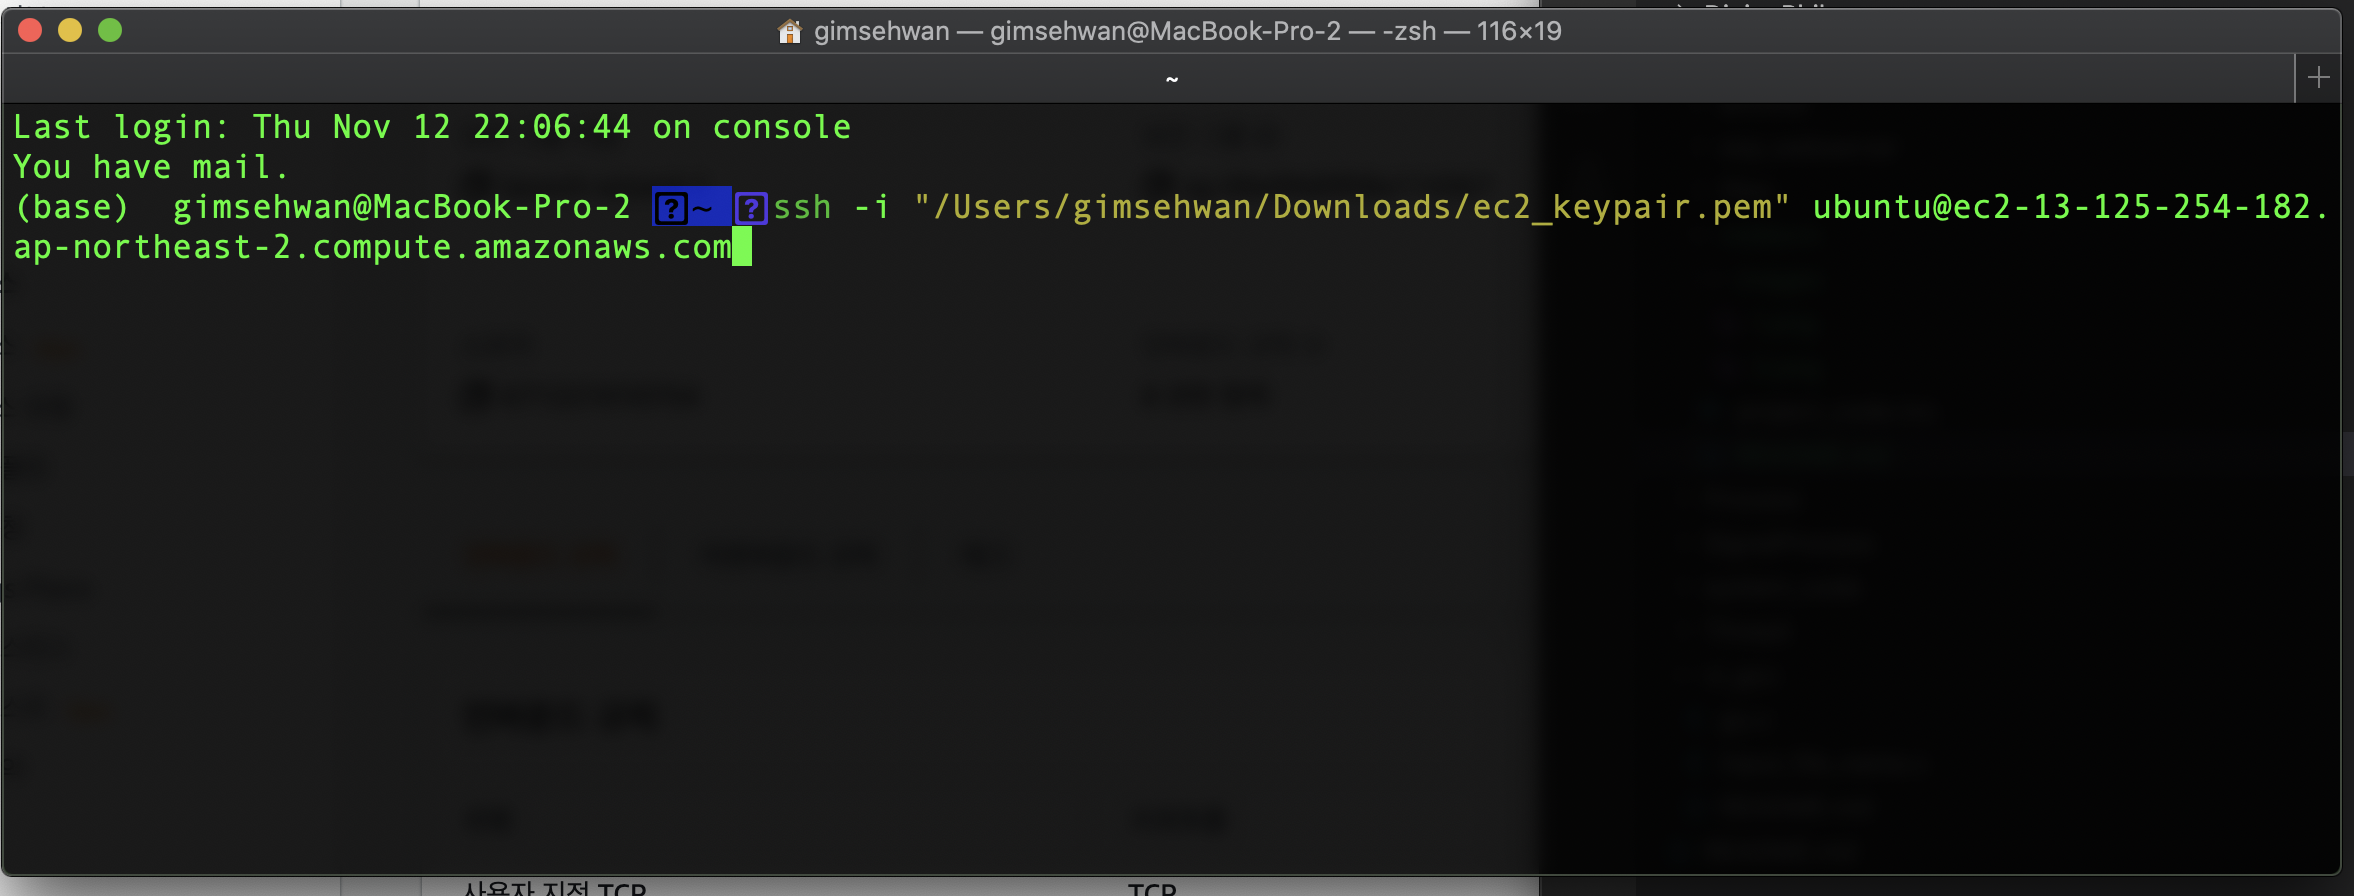 gimsehwan — gimsehwan@MacBook-Pro-2 — -zsh — 116×19
~
Last login: Thu Nov 12 22:06:44 on console
You have mail.
(base)  gimsehwan@MacBook-Pro-2 ~ ssh -i "/Users/gimsehwan/Downloads/ec2_keypair.pem" ubuntu@ec2-13-125-254-182.
ap-northeast-2.compute.amazonaws.com
사용자 지정 TCP TCP